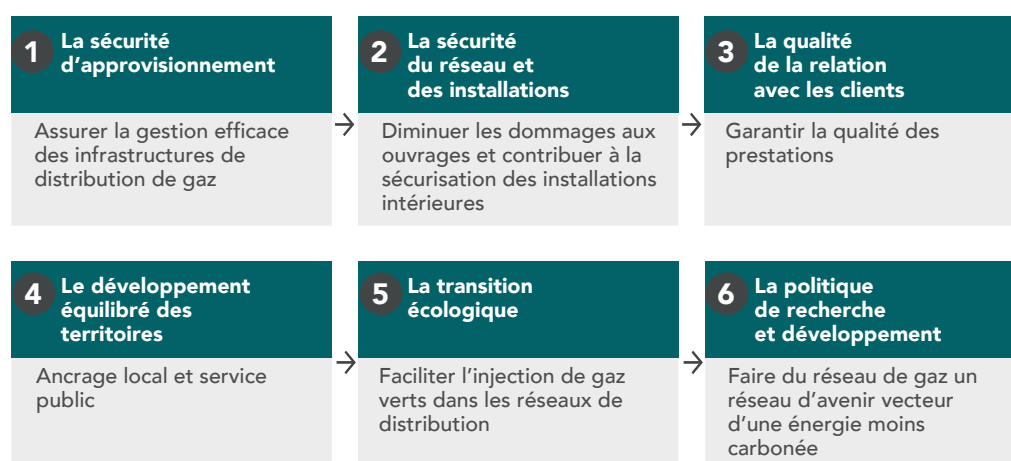 1
La sécurité
d’approvisionnement
Assurer la gestion efficace
des infrastructures de
distribution de gaz
2
La sécurité
du réseau et
des installations
Diminuer les dommages aux
ouvrages et contribuer à la
sécurisation des installations
intérieures
3
La qualité
de la relation
avec les clients
Garantir la qualité des
prestations
4
Le développement
équilibré des
territoires
Ancrage local et service
public
5
La transition
écologique
Faciliter l’injection de gaz
verts dans les réseaux de
distribution
6
La politique
de recherche
et développement
Faire du réseau de gaz un
réseau d’avenir vecteur
d’une énergie moins
carbonée